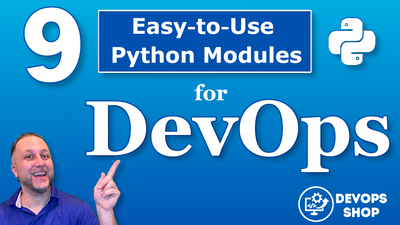 9
Easy-to-Use
Python Modules
for
DevOps
DEVOPS
SHOP